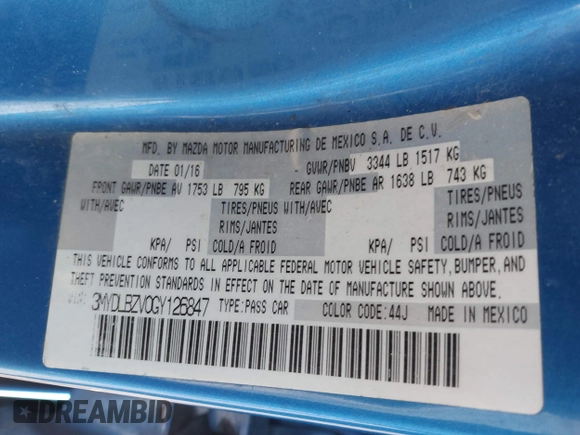 MFD. BY MAZDA MOTOR MANUFACTURING DE MEXICO S.A. DE C.V.
DATE 01/16 GVWR/PNBV 3344 LB 1517 KG
FRONT GAWR/PNBE AV 1753 LB 795 KG REAR GAWR/PNBE AR 1638 LB 743 KG
WITH/AVEC TIRES/PNEUS WITH/AVEC TIRES/PNEUS
RIMS/JANTES RIMS/JANTES
KPA/ PSI COLD/A FROID KPA/ PSI COLD/A FROID
THIS VEHICLE CONFORMS TO ALL APPLICABLE FEDERAL MOTOR VEHICLE SAFETY, BUMPER, AND
THEFT PREVENTION STANDARDS IN EFFECT ON THE DATE OF MANUFACTURE SHOWN ABOVE.
VIN: 3MYDLBZV0GY126847 TYPE:PASS CAR COLOR CODE:44J MADE IN MEXICO
DREAMBID